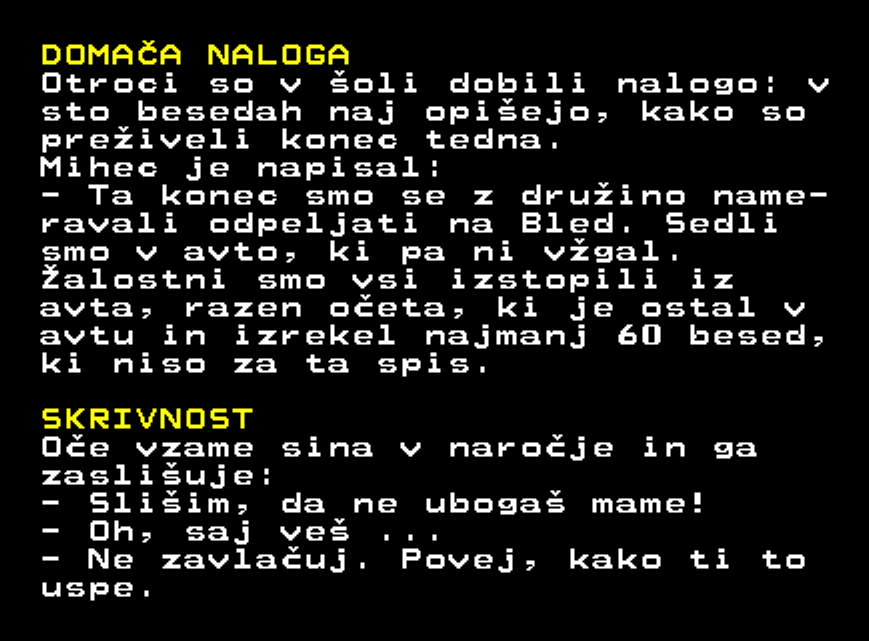 DOMAČA NALOGA
Otroci so v šoli dobili nalogo: v
sto besedah naj opišejo, kako so
preživeli konec tedna.
Mihec je napisal:
- Ta konec smo se z družino name-
ravali odpeljati na Bled. Sedli
smo v avto, ki pa ni vžgal.
Žalostni smo vsi izstopili iz
avta, razen očeta, ki je ostal v
avtu in izrekel najmanj 60 besed,
ki niso za ta spis.
SKRIVNOST
Oče vzame sina v naročje in ga
zaslišuje:
- Slišim, da ne ubogaš mame!
- Oh, saj veš ...
- Ne zavlačuj. Povej, kako ti to
uspe.